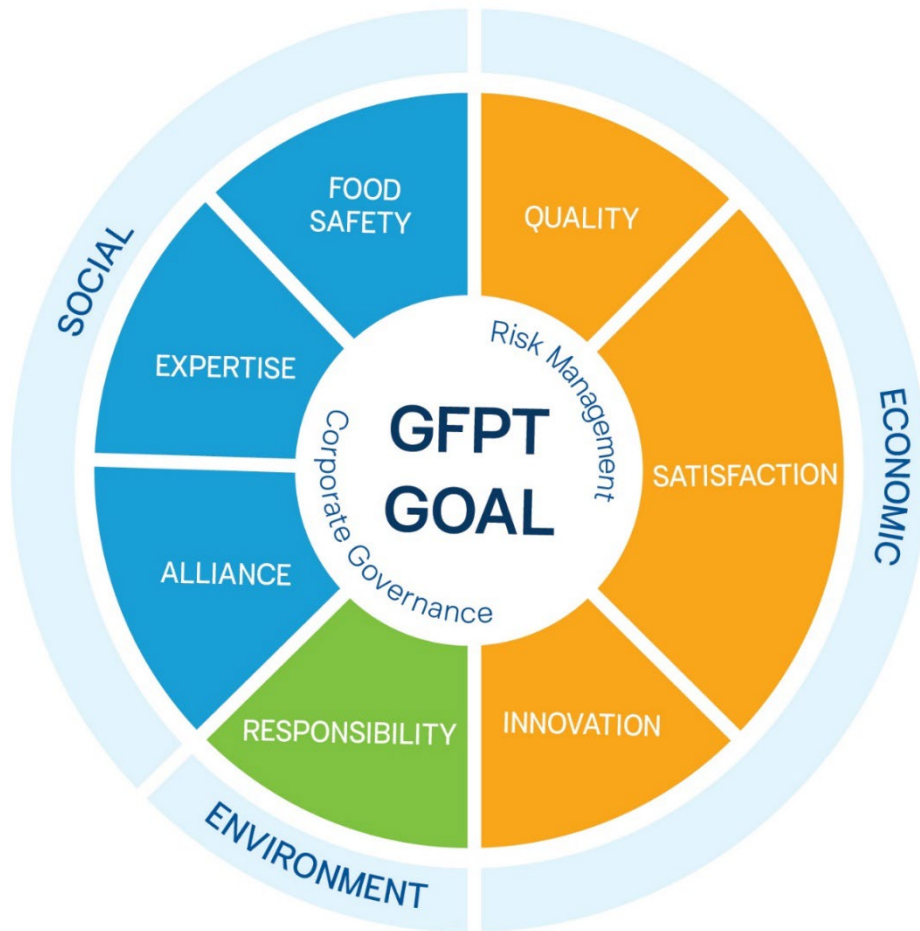 SOCIAL
ECONOMIC
ENVIRONMENT
FOOD
SAFETY
QUALITY
EXPERTISE
SATISFACTION
ALLIANCE
RESPONSIBILITY
INNOVATION
Risk Management
GFPT
GOAL
Corporate Governance